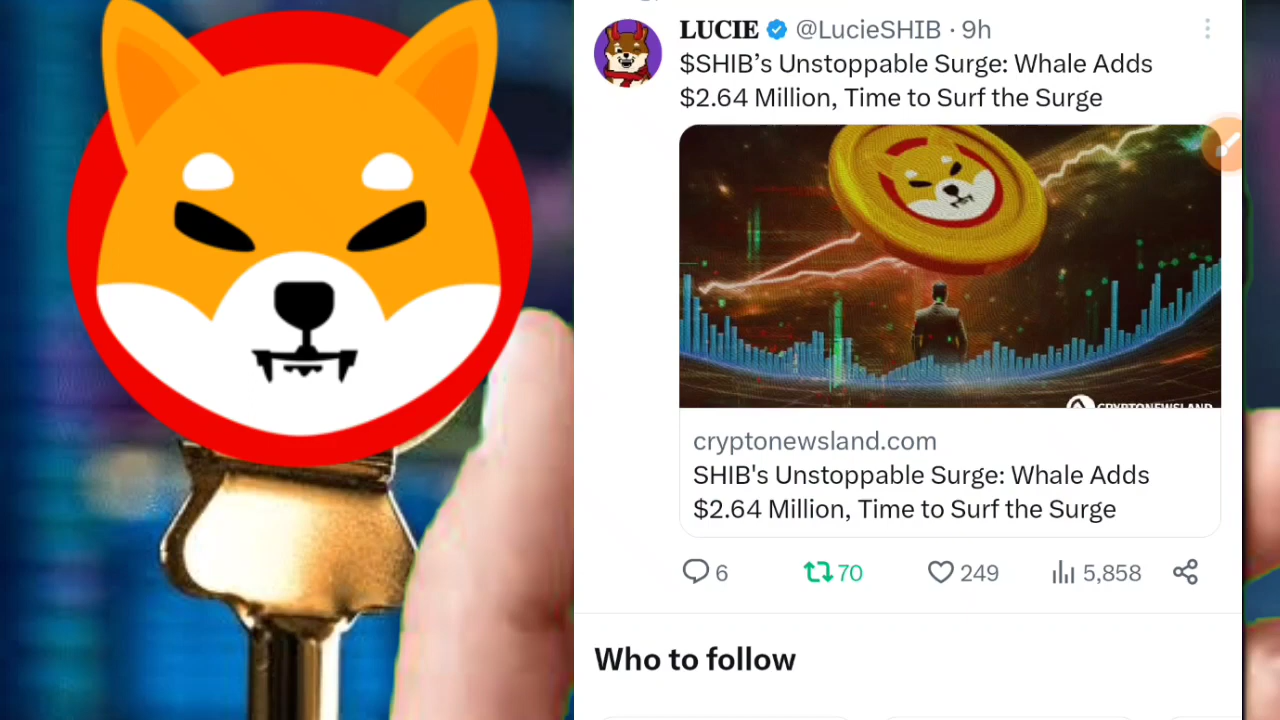 LUCIE @LucieSHIB · 9h
$SHIB’s Unstoppable Surge: Whale Adds
$2.64 Million, Time to Surf the Surge
CRYPTONEWSLAND
cryptonewsland.com
SHIB's Unstoppable Surge: Whale Adds
$2.64 Million, Time to Surf the Surge
6 70 249 5,858
Who to follow